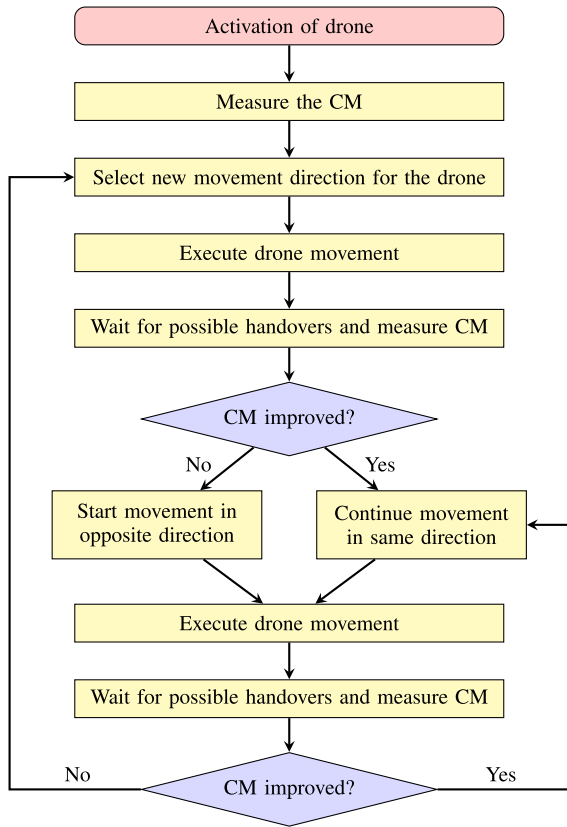 Activation of drone
Measure the CM
Select new movement direction for the drone
Execute drone movement
Wait for possible handovers and measure CM
CM improved?
No
Yes
Start movement in
opposite direction
Continue movement
in same direction
Execute drone movement
Wait for possible handovers and measure CM
No
CM improved?
Yes